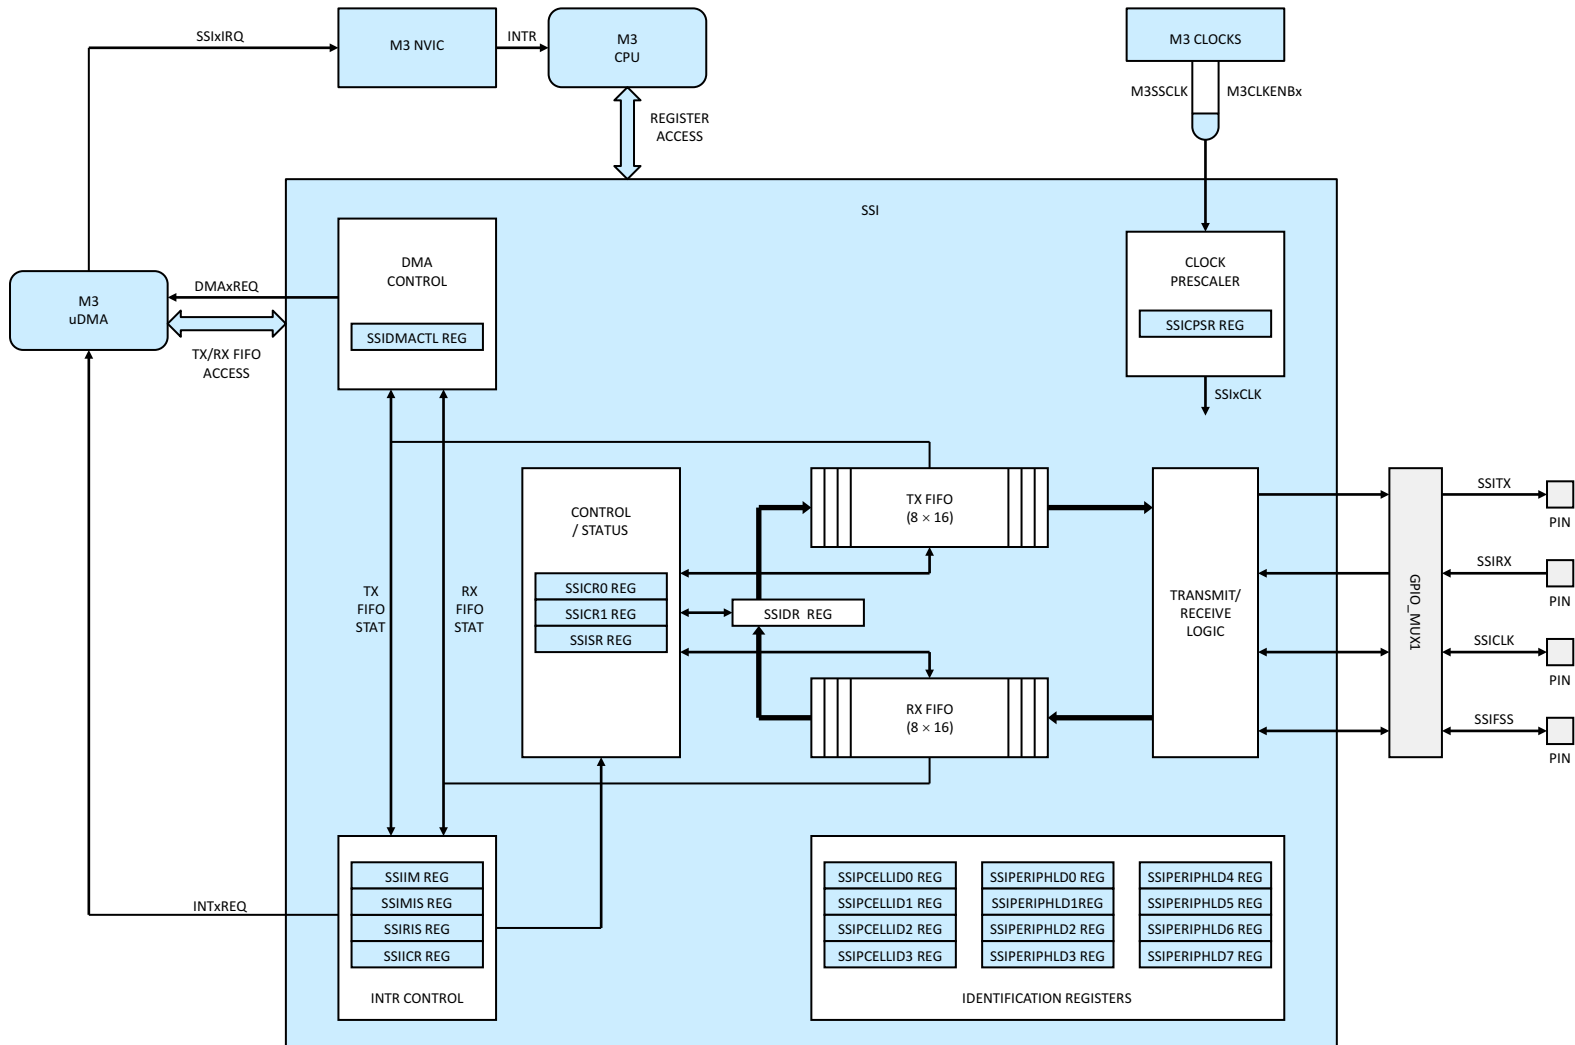 SSIxIRQ
M3 NVIC
INTR
M3
CPU
M3 CLOCKS
M3SSCLK
M3CLKENBx
REGISTER
ACCESS
SSI
DMA
CONTROL
SSIDMACTL REG
CLOCK
PRESCALER
SSICPSR REG
SSIxCLK
M3
uDMA
DMAxREQ
TX/RX FIFO
ACCESS
TX
FIFO
STAT
RX
FIFO
STAT
CONTROL
/ STATUS
SSICR0 REG
SSICR1 REG
SSISR REG
TX FIFO
(8 × 16)
SSIDR REG
RX FIFO
(8 × 16)
TRANSMIT/
RECEIVE
LOGIC
GPIO_MUX1
SSITX
PIN
SSIRX
PIN
SSICLK
PIN
SSIFSS
PIN
INTxREQ
SSIIM REG
SSIMIS REG
SSIRIS REG
SSIICR REG
INTR CONTROL
SSIPCELLID0 REG
SSIPCELLID1 REG
SSIPCELLID2 REG
SSIPCELLID3 REG
SSIPERIPHLD0 REG
SSIPERIPHLD1REG
SSIPERIPHLD2 REG
SSIPERIPHLD3 REG
SSIPERIPHLD4 REG
SSIPERIPHLD5 REG
SSIPERIPHLD6 REG
SSIPERIPHLD7 REG
IDENTIFICATION REGISTERS